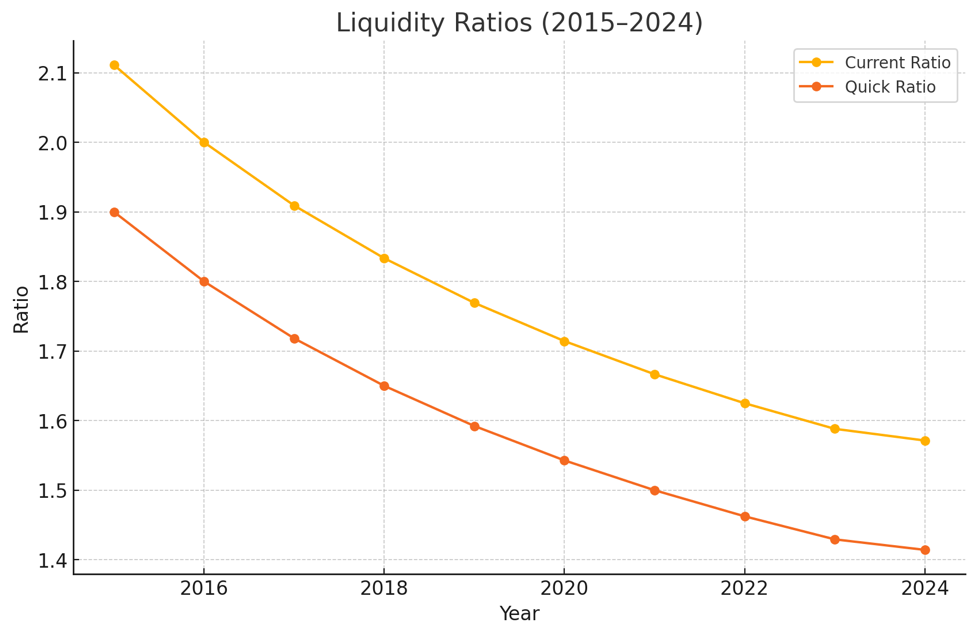 Liquidity Ratios (2015–2024)
Current Ratio
Quick Ratio
2.1
2.0
1.9
1.8
1.7
1.6
1.5
1.4
Ratio
2016
2018
2020
2022
2024
Year